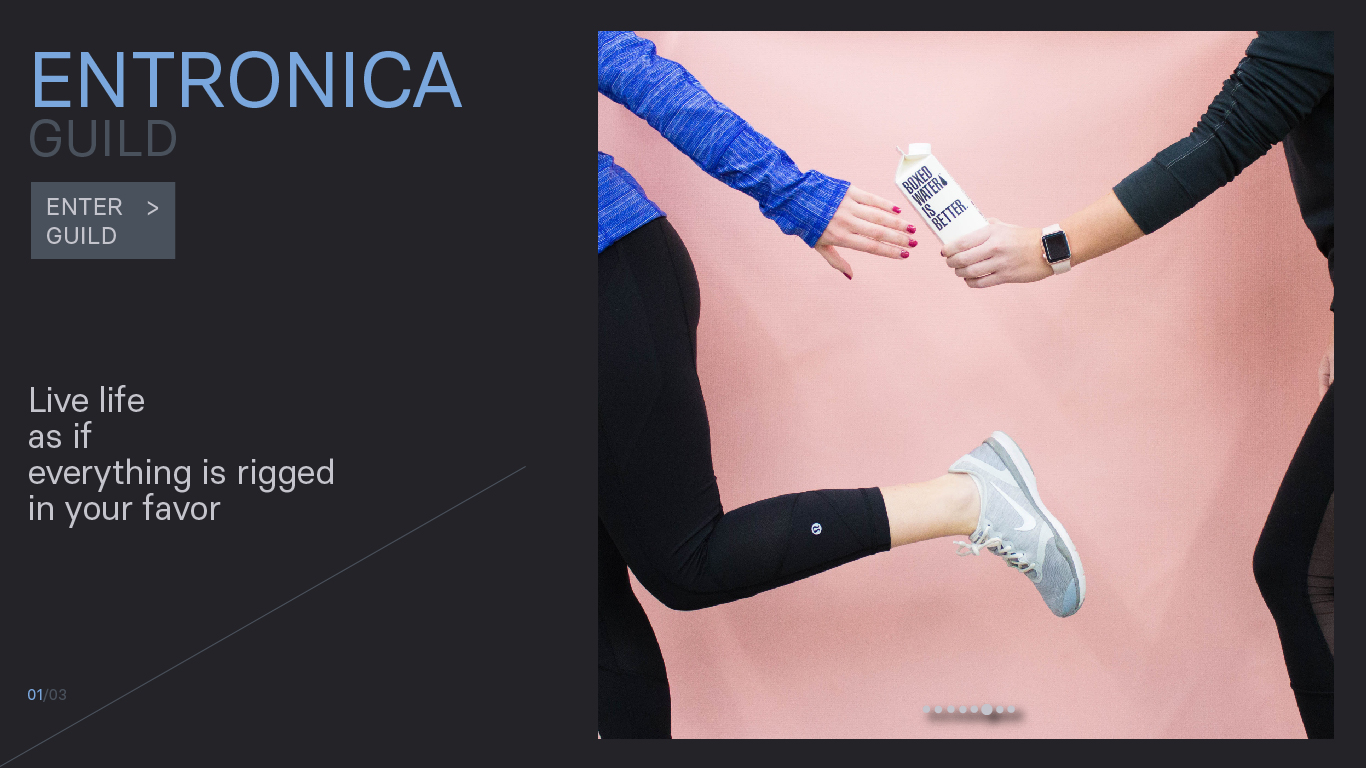 ENTRONICA
GUILD
ENTER >
GUILD
Live life
as if
everything is rigged
in your favor
01/03
BOXED
WATER
IS
BETTER.